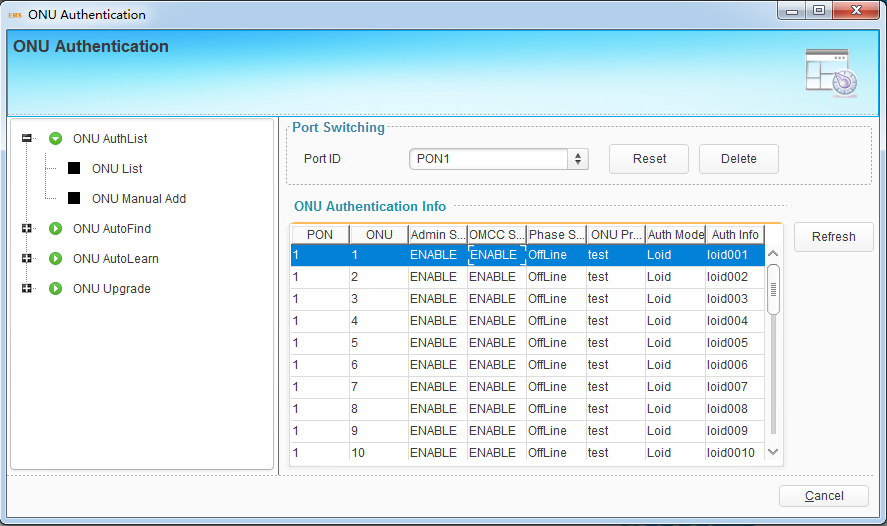 EMS ONU Authentication
ONU Authentication
ONU AuthList
ONU List
ONU Manual Add
ONU AutoFind
ONU AutoLearn
ONU Upgrade
Port Switching
Port ID PON1 Reset Delete
ONU Authentication Info
PON ONU Admin S... OMCC S... Phase S... ONU Pr... Auth Mode Auth Info
1 1 ENABLE ENABLE OffLine test Loid loid001
1 2 ENABLE ENABLE OffLine test Loid loid002
1 3 ENABLE ENABLE OffLine test Loid loid003
1 4 ENABLE ENABLE OffLine test Loid loid004
1 5 ENABLE ENABLE OffLine test Loid loid005
1 6 ENABLE ENABLE OffLine test Loid loid006
1 7 ENABLE ENABLE OffLine test Loid loid007
1 8 ENABLE ENABLE OffLine test Loid loid008
1 9 ENABLE ENABLE OffLine test Loid loid009
1 10 ENABLE ENABLE OffLine test Loid loid0010
Refresh
Cancel